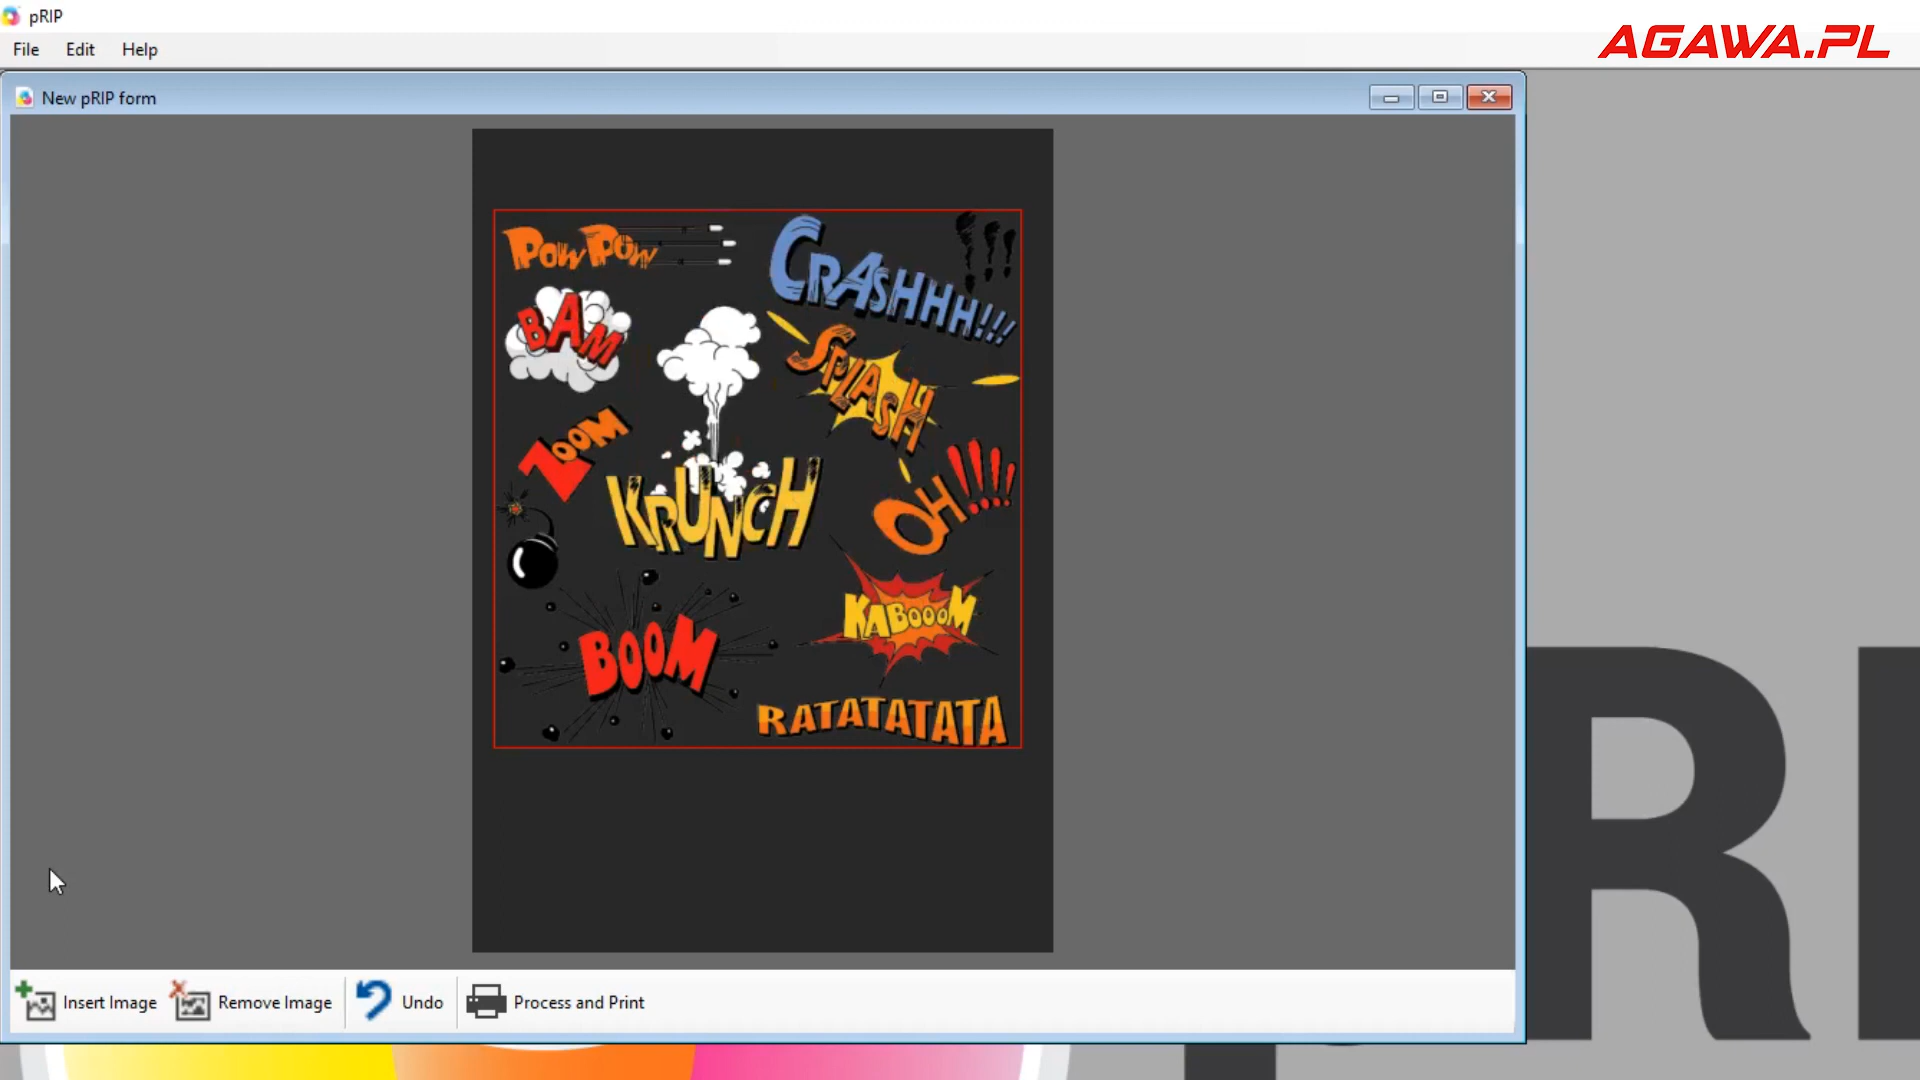 pRIP
AGAWA.PL
File Edit Help
New pRIP form
POW POW
CRASHHH!!!
!!!
BAM
SPLASH
ZOOM
KRUNCH
OH!!!!
KABOOOM
BOOM
RATATATATA
Insert Image Remove Image Undo Process and Print